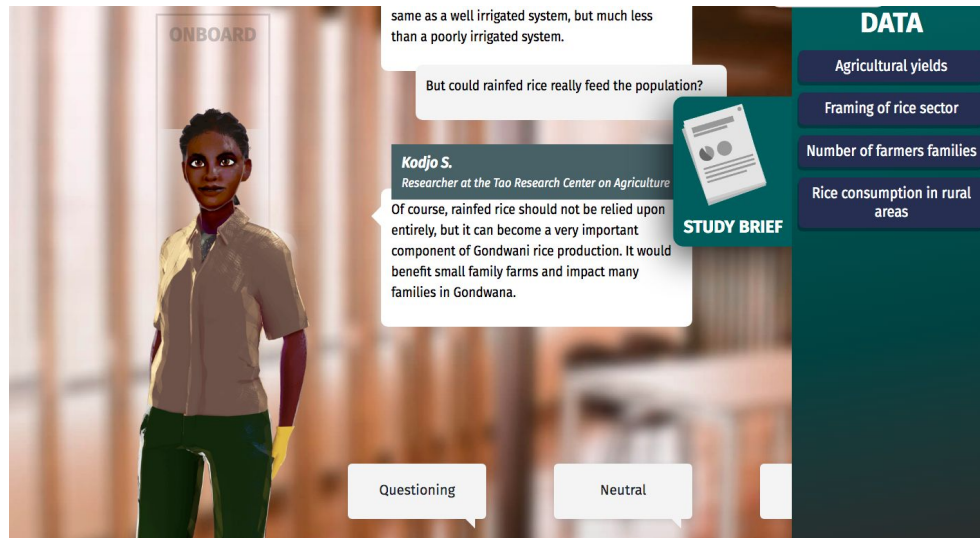 ONBOARD
same as a well irrigated system, but much less
than a poorly irrigated system.
But could rainfed rice really feed the population?
Kodjo S.
Researcher at the Tao Research Center on Agriculture
Of course, rainfed rice should not be relied upon
entirely, but it can become a very important
component of Gondwani rice production. It would
benefit small family farms and impact many
families in Gondwana.
Questioning
Neutral
STUDY BRIEF
DATA
Agricultural yields
Framing of rice sector
Number of farmers families
Rice consumption in rural
areas